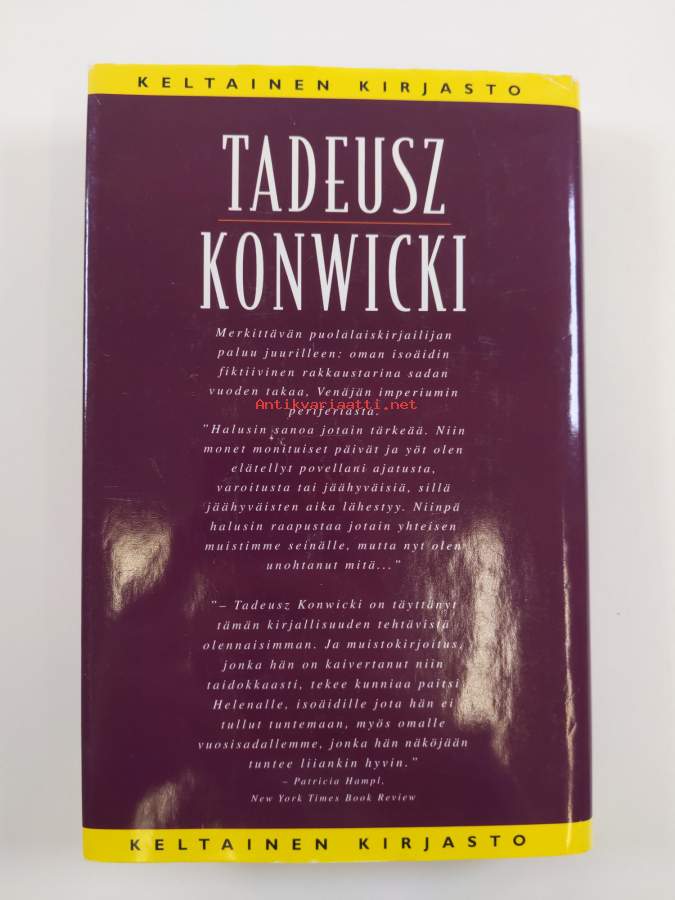 KELTAINEN KIRJASTO
TADEUSZ
KONWICKI
Merkittävän puolalaiskirjailijan
paluu juurilleen: oman isoäidin
fiktiivinen rakkaustarina sadan
vuoden takaa, Venäjän imperiumin
periferiasta.
Antikvariaatti.net
"Halusin sanoa jotain tärkeää. Niin
monet monituiset päivät ja yöt olen
elätellyt povellani ajatusta,
varoitusta tai jäähyväisiä, sillä
jäähyväisten aika lähestyy. Niinpä
halusin raapustaa jotain yhteisen
muistimme seinälle, mutta nyt olen
unohtanut mitä..."
"– Tadeusz Konwicki on täyttänyt
tämän kirjallisuuden tehtävistä
olennaisimman. Ja muistokirjoitus,
jonka hän on kaivertanut niin
taidokkaasti, tekee kunniaa paitsi
Helenalle, isoäidille jota hän ei
tullut tuntemaan, myös omalle
vuosisadallemme, jonka hän näköjään
tuntee liiankin hyvin."
– Patricia Hampl,
New York Times Book Review
KELTAINEN KIRJASTO